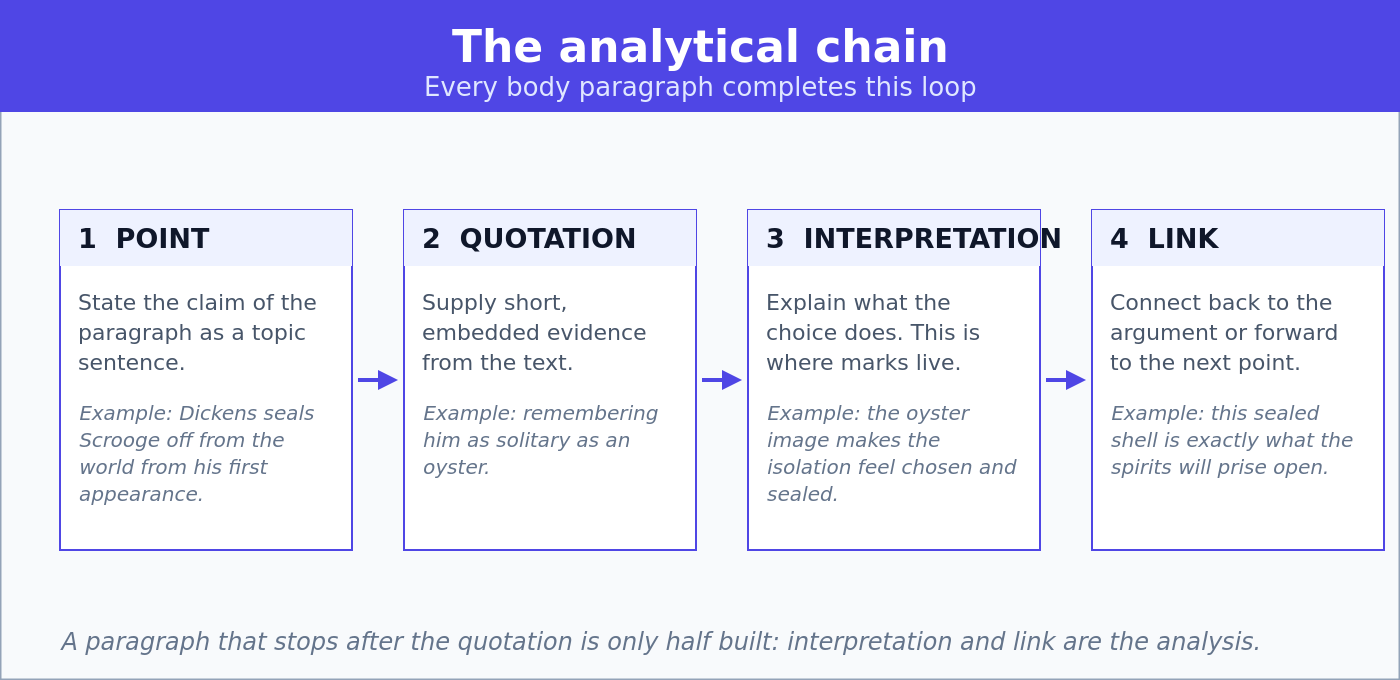 The analytical chain
Every body paragraph completes this loop
1 POINT
State the claim of the
paragraph as a topic
sentence.
Example: Dickens seals
Scrooge off from the
world from his first
appearance.
2 QUOTATION
Supply short,
embedded evidence
from the text.
Example: remembering
him as solitary as an
oyster.
3 INTERPRETATION
Explain what the
choice does. This is
where marks live.
Example: the oyster
image makes the
isolation feel chosen and
sealed.
4 LINK
Connect back to the
argument or forward
to the next point.
Example: this sealed
shell is exactly what the
spirits will prise open.
A paragraph that stops after the quotation is only half built: interpretation and link are the analysis.